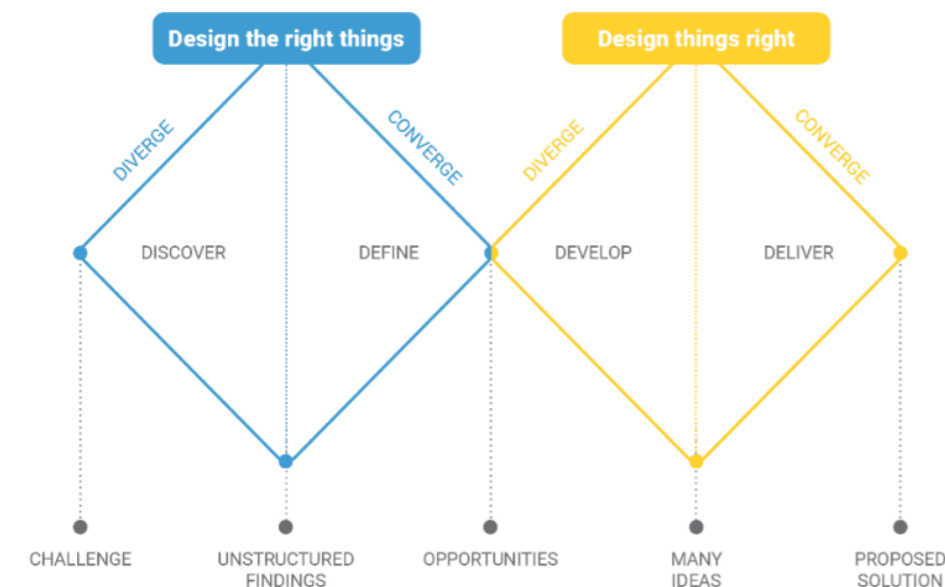 Design the right things
Design things right
DIVERGE
CONVERGE
DIVERGE
CONVERGE
DISCOVER
DEFINE
DEVELOP
DELIVER
CHALLENGE
UNSTRUCTURED
FINDINGS
OPPORTUNITIES
MANY
IDEAS
PROPOSED
SOLUTION